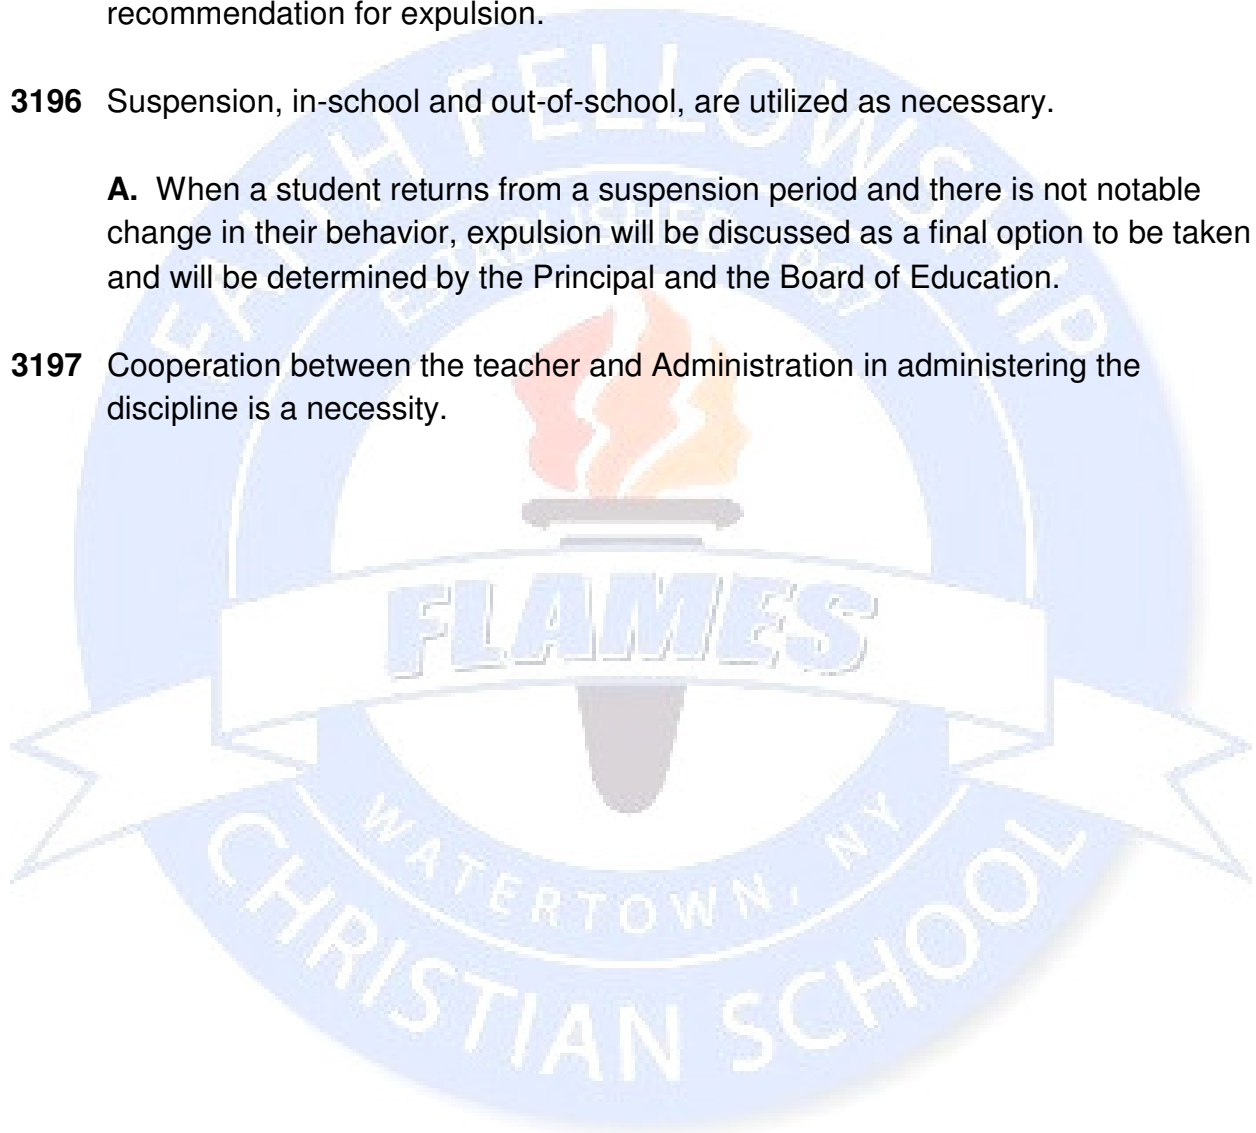 recommendation for expulsion.
3196 Suspension, in-school and out-of-school, are utilized as necessary.
A. When a student returns from a suspension period and there is not notable
change in their behavior, expulsion will be discussed as a final option to be taken
and will be determined by the Principal and the Board of Education.
3197 Cooperation between the teacher and Administration in administering the
discipline is a necessity.
FAITH FELLOWSHIP
ESTABLISHED
FLAMES
WATERTOWN, NY
CHRISTIAN SCHOOL